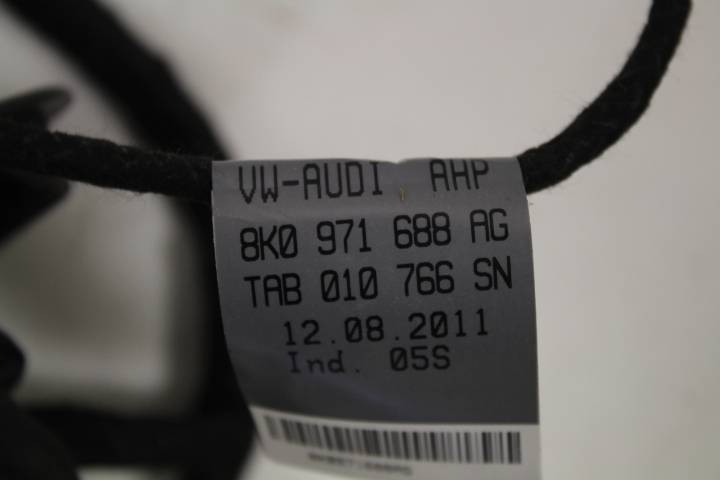 VW-AUDI AHP
8K0 971 688 AG
TAB 010 766 SN
12.08.2011
Ind. 05S